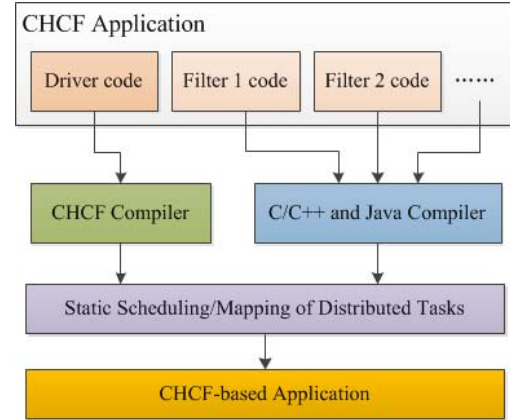 CHCF Application
Driver code
Filter 1 code
Filter 2 code
......
CHCF Compiler
C/C++ and Java Compiler
Static Scheduling/Mapping of Distributed Tasks
CHCF-based Application